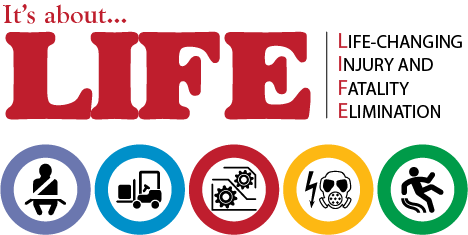 It's about...
LIFE
LIFE-CHANGING
INJURY AND
FATALITY
ELIMINATION